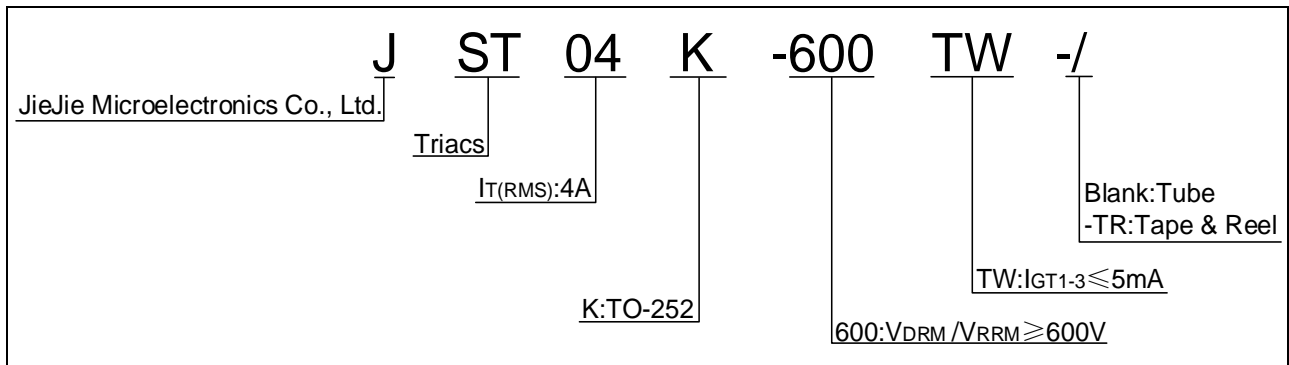 J ST 04 K -600 TW -/
JieJie Microelectronics Co., Ltd.
Triacs
IT(RMS):4A
Blank:Tube
-TR:Tape & Reel
TW:IGT1-3≤5mA
K:TO-252
600:VDRM /VRRM≥600V